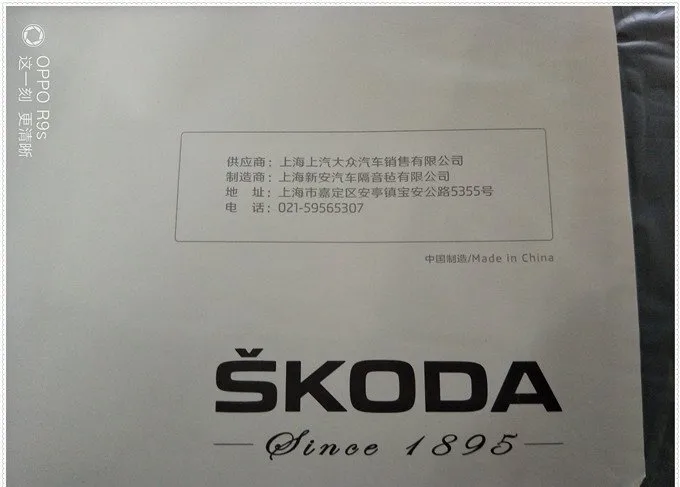 OPPO R9s
这一刻 更清晰
供应商：上海上汽大众汽车销售有限公司
制造商：上海新安汽车隔音毡有限公司
地　址：上海市嘉定区安亭镇宝安公路5355号
电　话：021-59565307
中国制造/Made in China
ŠKODA
Since 1895